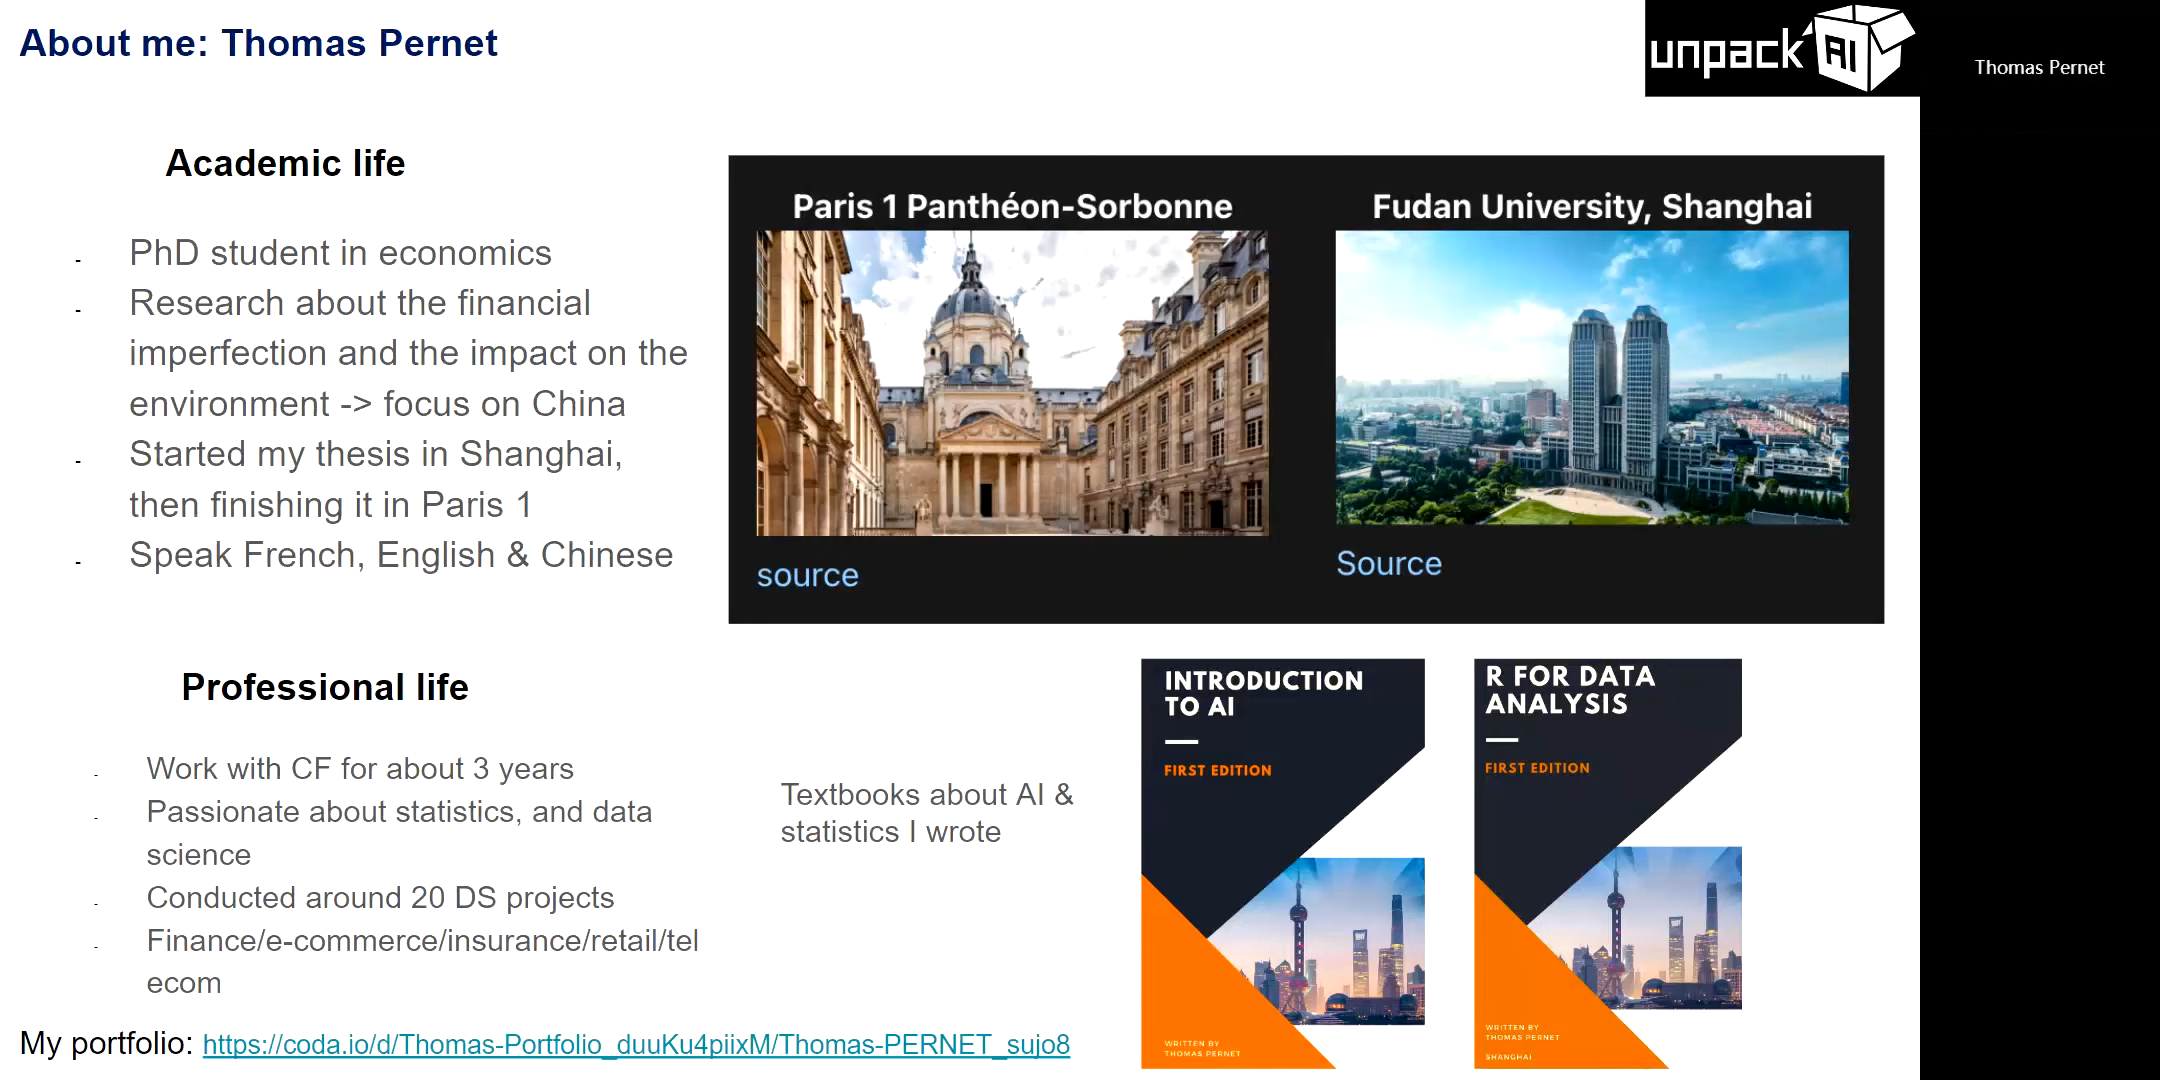 About me: Thomas Pernet
unpack AI
Thomas Pernet
Academic life
- PhD student in economics
- Research about the financial
imperfection and the impact on the
environment -> focus on China
- Started my thesis in Shanghai,
then finishing it in Paris 1
- Speak French, English & Chinese
Paris 1 Panthéon-Sorbonne
source
Fudan University, Shanghai
Source
Professional life
- Work with CF for about 3 years
- Passionate about statistics, and data
science
- Conducted around 20 DS projects
- Finance/e-commerce/insurance/retail/tel
ecom
Textbooks about AI &
statistics I wrote
INTRODUCTION
TO AI
FIRST EDITION
WRITTEN BY
THOMAS PERNET
R FOR DATA
ANALYSIS
FIRST EDITION
WRITTEN BY
THOMAS PERNET
SHANGHAI
My portfolio: https://coda.io/d/Thomas-Portfolio_duuKu4piixM/Thomas-PERNET_sujo8